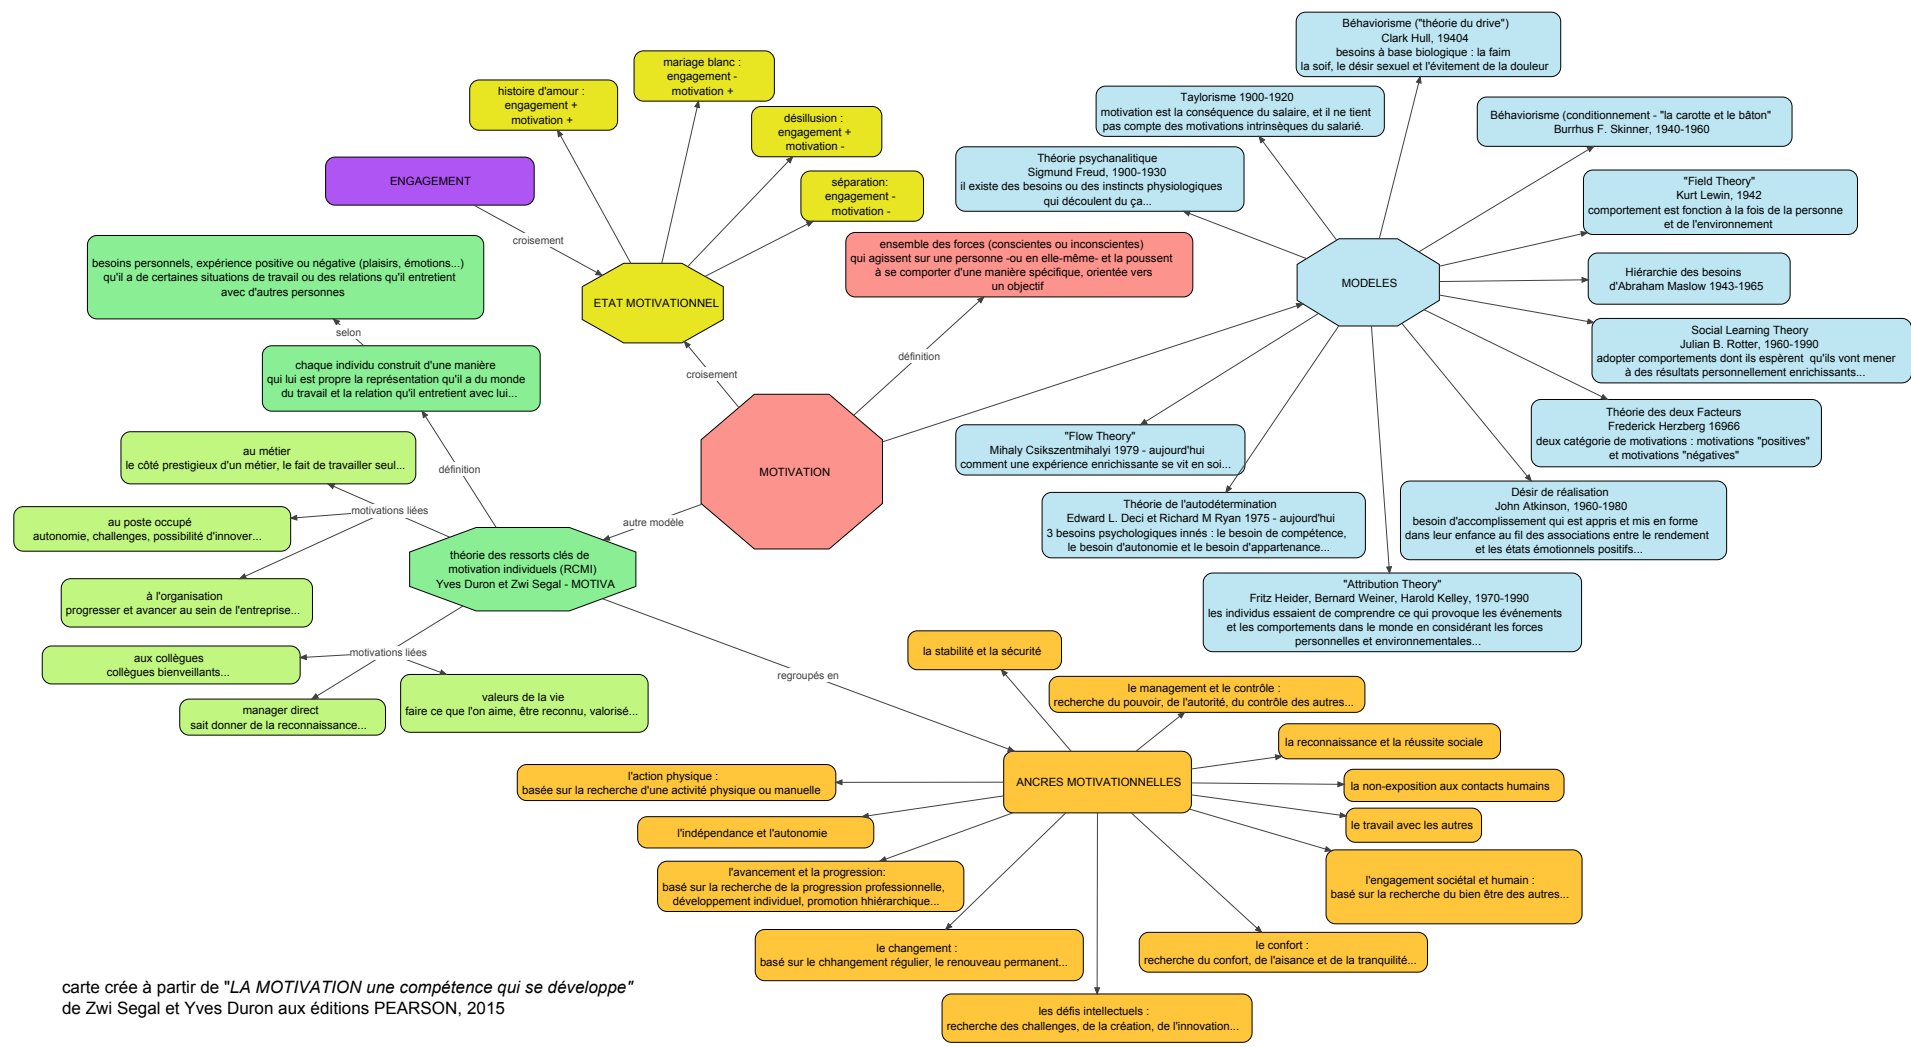 Béhaviorisme ("théorie du drive")
Clark Hull, 19404
besoins à base biologique : la faim
la soif, le désir sexuel et l'évitement de la douleur
mariage blanc :
engagement -
motivation +
histoire d'amour :
engagement +
motivation +
Taylorisme 1900-1920
motivation est la conséquence du salaire, et il ne tient
pas compte des motivations intrinsèques du salarié.
Béhaviorisme (conditionnement - "la carotte et le bâton"
Burrhus F. Skinner, 1940-1960
désillusion :
engagement +
motivation -
Théorie psychanalitique
Sigmund Freud, 1900-1930
il existe des besoins ou des instincts physiologiques
qui découlent du ça...
ENGAGEMENT
séparation:
engagement -
motivation -
"Field Theory"
Kurt Lewin, 1942
comportement est fonction à la fois de la personne
et de l'environnement
croisement
besoins personnels, expérience positive ou négative (plaisirs, émotions...)
qu'il a de certaines situations de travail ou des relations qu'il entretient
avec d'autres personnes
ensemble des forces (conscientes ou inconscientes)
qui agissent sur une personne -ou en elle-même- et la poussent
à se comporter d'une manière spécifique, orientée vers
un objectif
ETAT MOTIVATIONNEL
MODELES
Hiérarchie des besoins
d'Abraham Maslow 1943-1965
selon
Social Learning Theory
Julian B. Rotter, 1960-1990
adopter comportements dont ils espèrent qu'ils vont mener
à des résultats personnellement enrichissants...
définition
chaque individu construit d'une manière
qui lui est propre la représentation qu'il a du monde
du travail et la relation qu'il entretient avec lui...
croisement
Théorie des deux Facteurs
Frederick Herzberg 16966
deux catégorie de motivations : motivations "positives"
et motivations "négatives"
"Flow Theory"
Mihaly Csikszentmihalyi 1979 - aujourd'hui
comment une expérience enrichissante se vit en soi...
au métier
le côté prestigieux d'un métier, le fait de travailler seul...
définition
MOTIVATION
Désir de réalisation
John Atkinson, 1960-1980
besoin d'accomplissement qui est appris et mis en forme
dans leur enfance au fil des associations entre le rendement
et les états émotionnels positifs...
Théorie de l'autodétermination
Edward L. Deci et Richard M Ryan 1975 - aujourd'hui
3 besoins psychologiques innés : le besoin de compétence,
le besoin d'autonomie et le besoin d'appartenance...
motivations liées
au poste occupé
autonomie, challenges, possibilité d'innover...
autre modèle
théorie des ressorts clés de
motivation individuels (RCMI)
Yves Duron et Zwi Segal - MOTIVA
"Attribution Theory"
Fritz Heider, Bernard Weiner, Harold Kelley, 1970-1990
les individus essaient de comprendre ce qui provoque les événements
et les comportements dans le monde en considérant les forces
personnelles et environnementales...
à l'organisation
progresser et avancer au sein de l'entreprise...
aux collègues
collègues bienveillants...
motivations liées
la stabilité et la sécurité
regroupés en
manager direct
sait donner de la reconnaissance...
valeurs de la vie
faire ce que l'on aime, être reconnu, valorisé...
le management et le contrôle :
recherche du pouvoir, de l'autorité, du contrôle des autres...
la reconnaissance et la réussite sociale
l'action physique :
basée sur la recherche d'une activité physique ou manuelle
ANCRES MOTIVATIONNELLES
la non-exposition aux contacts humains
l'indépendance et l'autonomie
le travail avec les autres
l'avancement et la progression:
basé sur la recherche de la progression professionnelle,
développement individuel, promotion hhiérarchique...
l'engagement sociétal et humain :
basé sur la recherche du bien être des autres...
le changement :
basé sur le chhangement régulier, le renouveau permanent...
le confort :
recherche du confort, de l'aisance et de la tranquilité...
les défis intellectuels :
recherche des challenges, de la création, de l'innovation...
carte crée à partir de "LA MOTIVATION une compétence qui se développe"
de Zwi Segal et Yves Duron aux éditions PEARSON, 2015